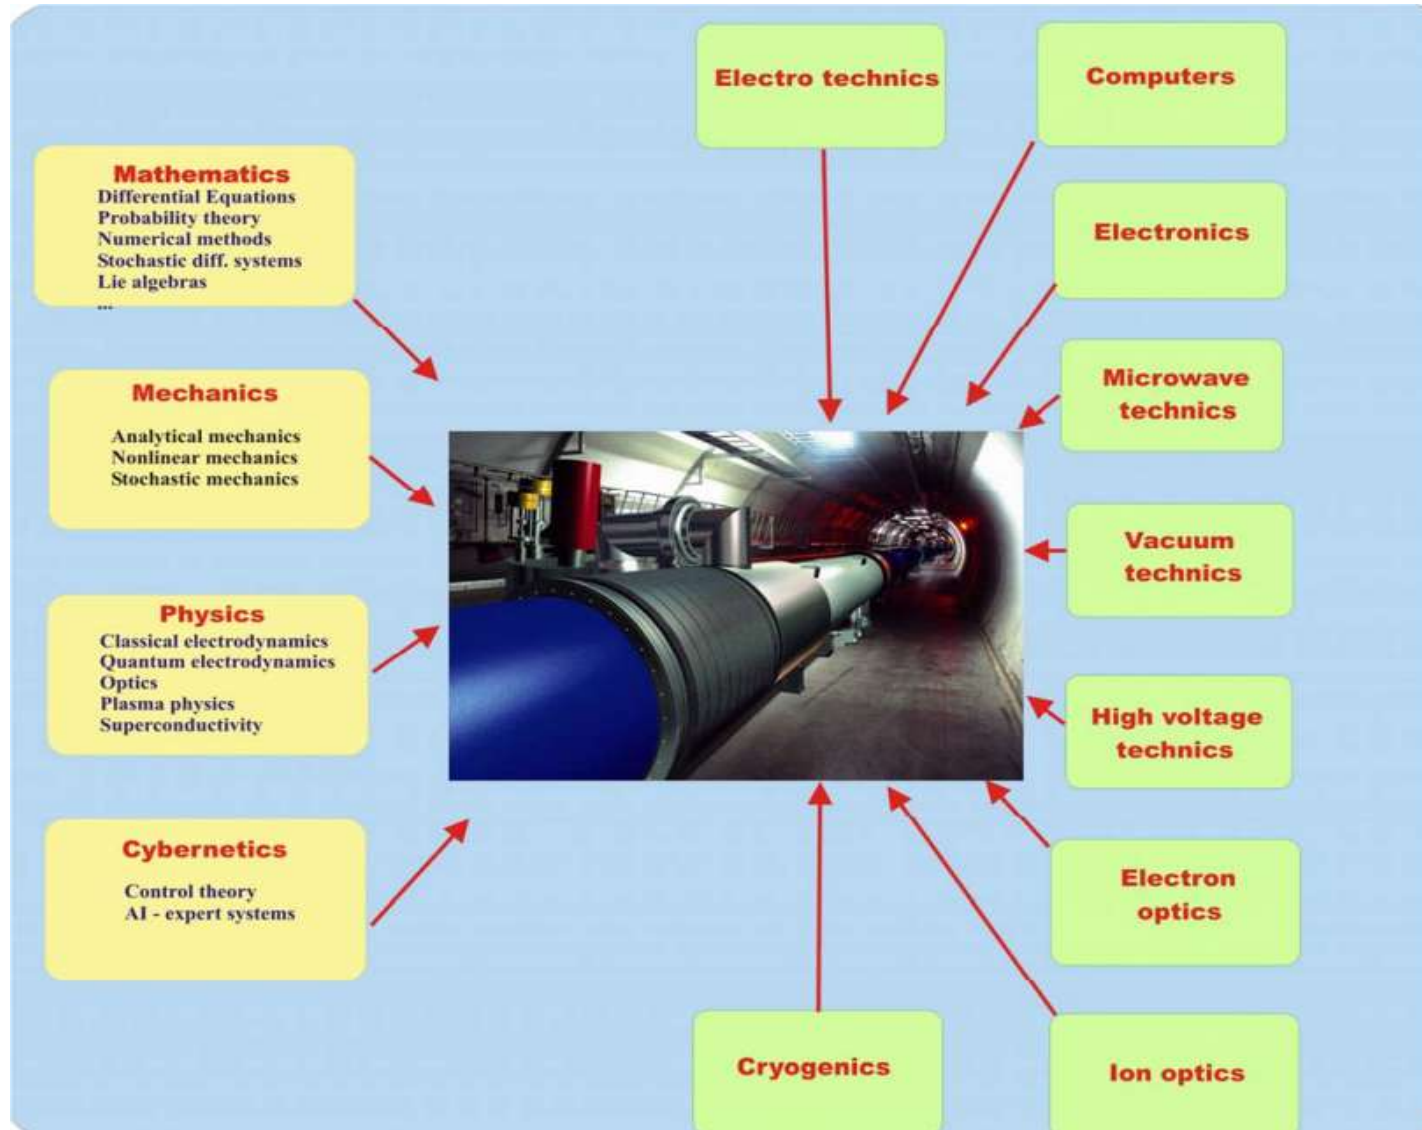 Mathematics
Differential Equations
Probability theory
Numerical methods
Stochastic diff. systems
Lie algebras
...
Mechanics
Analytical mechanics
Nonlinear mechanics
Stochastic mechanics
Physics
Classical electrodynamics
Quantum electrodynamics
Optics
Plasma physics
Superconductivity
Cybernetics
Control theory
AI - expert systems
Electro technics
Computers
Electronics
Microwave
technics
Vacuum
technics
High voltage
technics
Electron
optics
Ion optics
Cryogenics